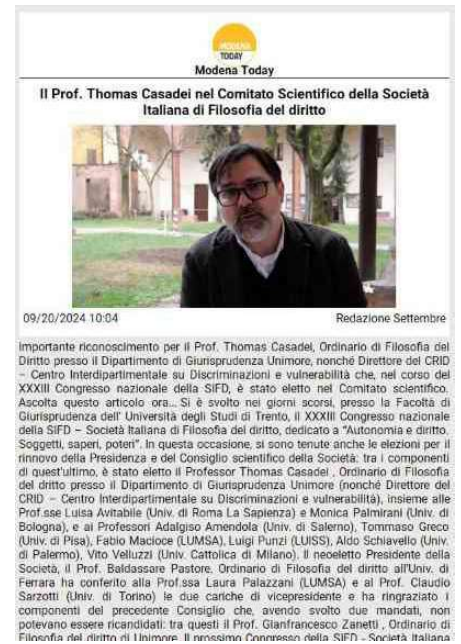 MODENA
TODAY
Modena Today
Il Prof. Thomas Casadei nel Comitato Scientifico della Società
Italiana di Filosofia del diritto
09/20/2024 10:04 Redazione Settembre
Importante riconoscimento per il Prof. Thomas Casadei, Ordinario di Filosofia del
Diritto presso il Dipartimento di Giurisprudenza Unimore, nonché Direttore del CRID
– Centro Interdipartimentale su Discriminazioni e vulnerabilità che, nel corso del
XXXIII Congresso nazionale della SIFD, è stato eletto nel Comitato scientifico.
Ascolta questo articolo ora... Si è svolto nei giorni scorsi, presso la Facoltà di
Giurisprudenza dell' Università degli Studi di Trento, il XXXIII Congresso nazionale
della SIFD – Società Italiana di Filosofia del diritto, dedicato a "Autonomia e diritto.
Soggetti, saperi, poteri". In questa occasione, si sono tenute anche le elezioni per il
rinnovo della Presidenza e del Consiglio scientifico della Società: tra i componenti
di quest'ultimo, è stato eletto il Professor Thomas Casadei , Ordinario di Filosofia
del dritto presso il Dipartimento di Giurisprudenza Unimore (nonché Direttore del
CRID – Centro Interdipartimentale su Discriminazioni e vulnerabilità), insieme alle
Prof.sse Luisa Avitabile (Univ. di Roma La Sapienza) e Monica Palmirani (Univ. di
Bologna), e ai Professori Adalgiso Amendola (Univ. di Salerno), Tommaso Greco
(Univ. di Pisa), Fabio Macioce (LUMSA), Luigi Punzi (LUISS), Aldo Schiavello (Univ.
di Palermo), Vito Velluzzi (Univ. Cattolica di Milano). Il neoeletto Presidente della
Società, il Prof. Baldassare Pastore, Ordinario di Filosofia del diritto all'Univ. di
Ferrara ha conferito alla Prof.ssa Laura Palazzani (LUMSA) e al Prof. Claudio
Sarzotti (Univ. di Torino) le due cariche di vicepresidente e ha ringraziato i
componenti del precedente Consiglio che, avendo svolto due mandati, non
potevano essere ricandidati: tra questi il Prof. Gianfrancesco Zanetti , Ordinario di
Filosofia del diritto di Unimore. Il prossimo Congresso della SIFD - Società Italiana